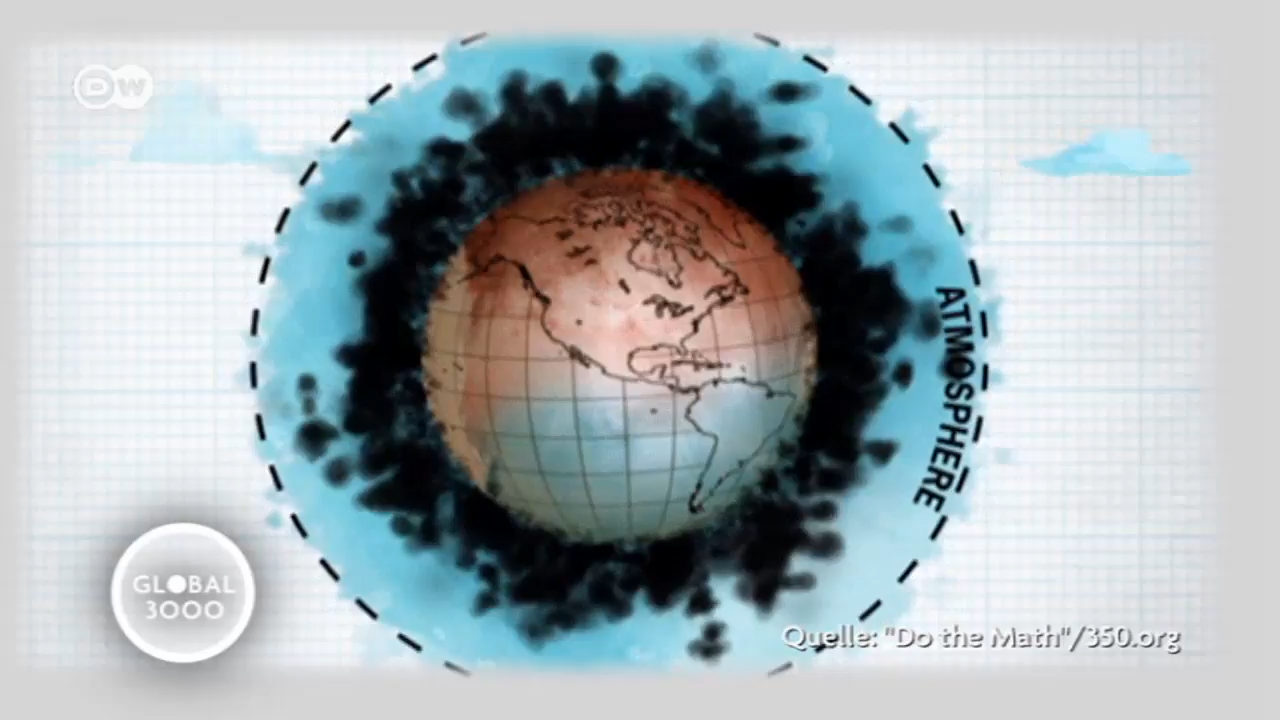 DW
ATMOSPHERE
GLOBAL
3000
Quelle: "Do the Math"/350.org